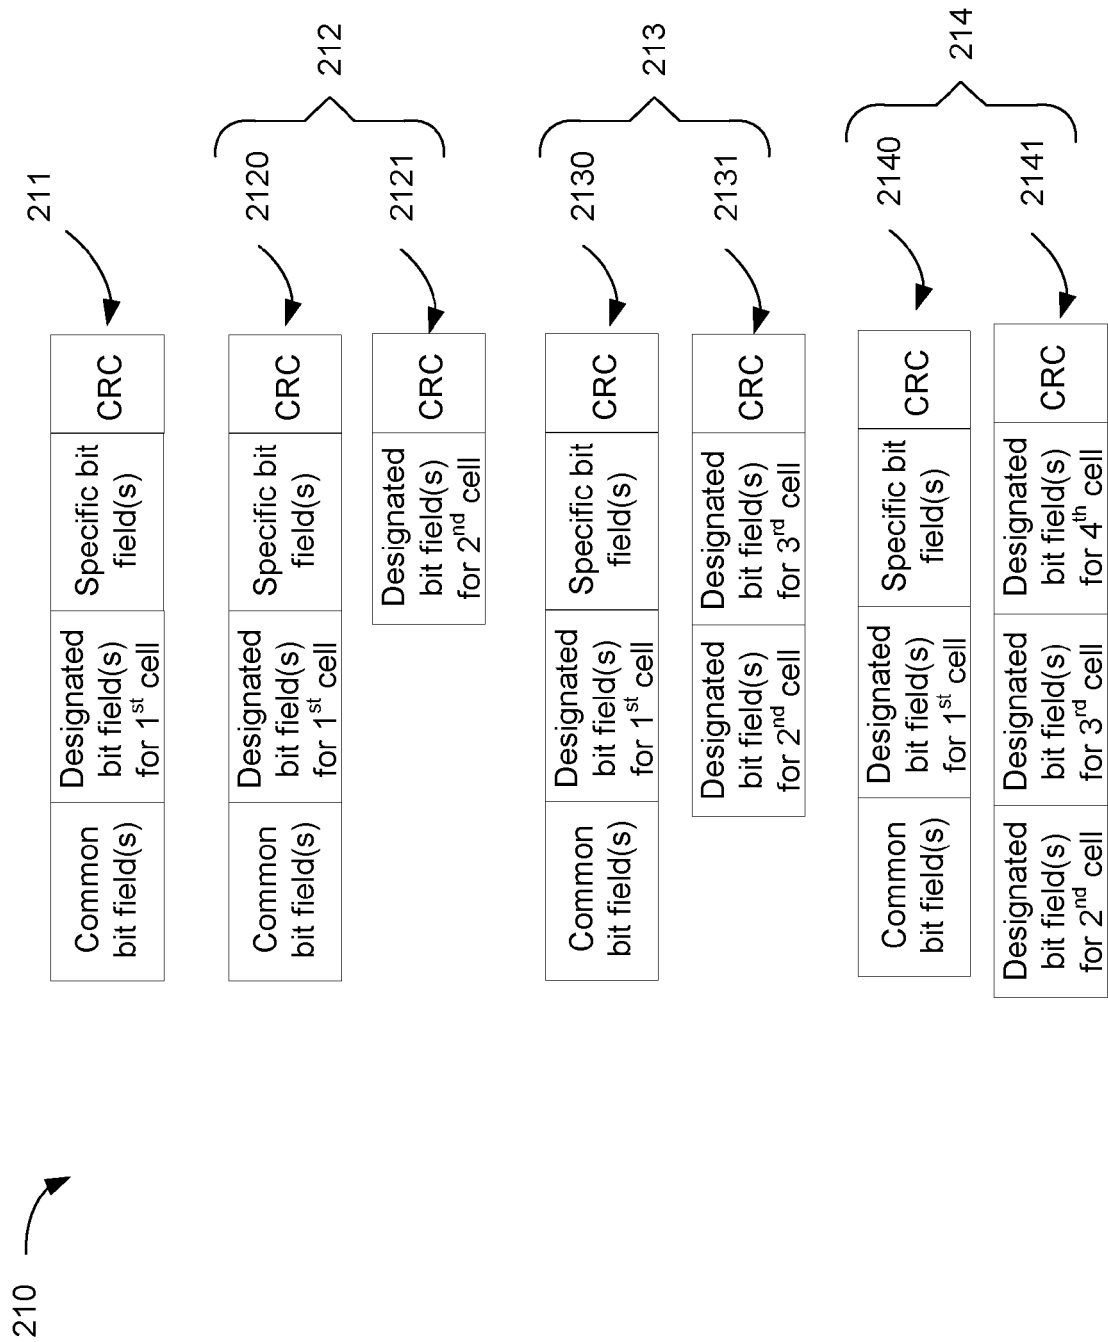 210
211
Common
bit field(s)
Designated
bit field(s)
for 1st cell
Specific bit
field(s)
CRC
212
2120
Common
bit field(s)
Designated
bit field(s)
for 1st cell
Specific bit
field(s)
CRC
2121
Designated
bit field(s)
for 2nd cell
CRC
213
2130
Common
bit field(s)
Designated
bit field(s)
for 1st cell
Specific bit
field(s)
CRC
2131
Designated
bit field(s)
for 2nd cell
Designated
bit field(s)
for 3rd cell
CRC
214
2140
Common
bit field(s)
Designated
bit field(s)
for 1st cell
Specific bit
field(s)
CRC
2141
Designated
bit field(s)
for 2nd cell
Designated
bit field(s)
for 3rd cell
Designated
bit field(s)
for 4th cell
CRC